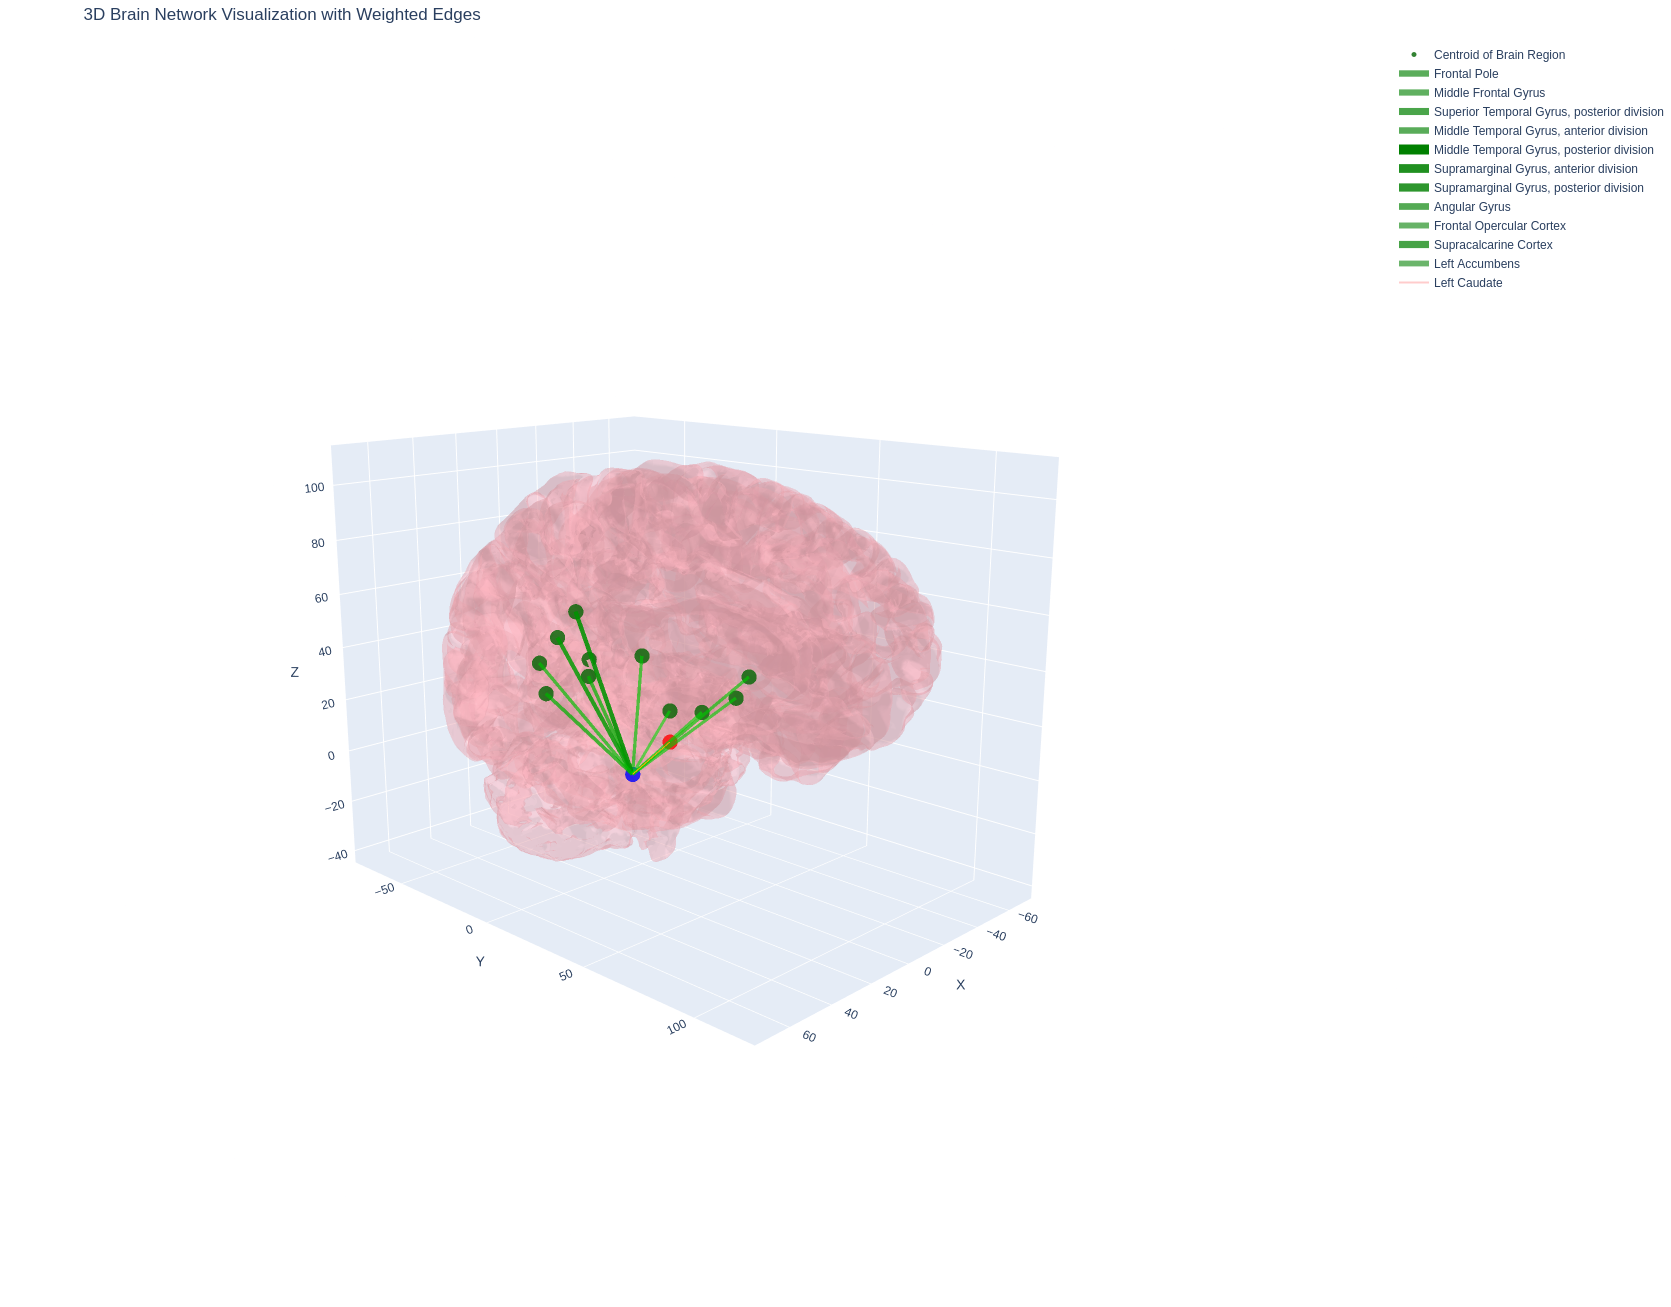 3D Brain Network Visualization with Weighted Edges
Centroid of Brain Region
Frontal Pole
Middle Frontal Gyrus
Superior Temporal Gyrus, posterior division
Middle Temporal Gyrus, anterior division
Middle Temporal Gyrus, posterior division
Supramarginal Gyrus, anterior division
Supramarginal Gyrus, posterior division
Angular Gyrus
Frontal Opercular Cortex
Supracalcarine Cortex
Left Accumbens
Left Caudate
100
80
60
40
20
0
−20
−40
Z
−50
0
50
100
Y
60
40
20
0
−20
−40
−60
X